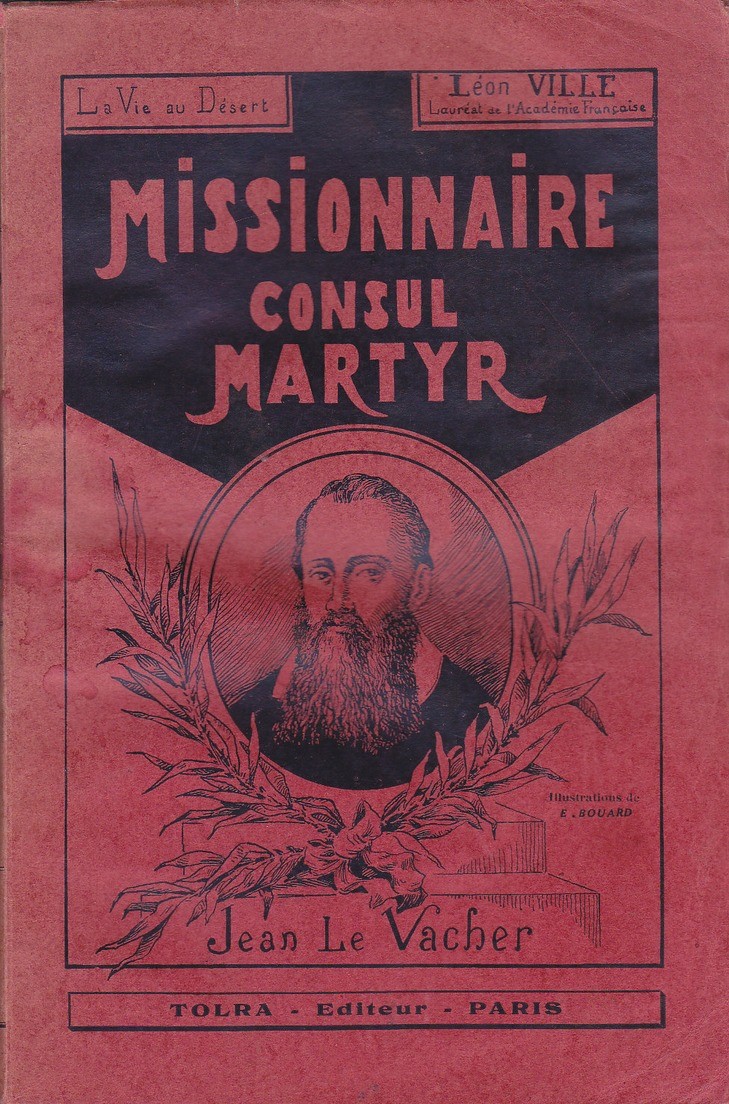 La Vie au Désert
Léon VILLE
Lauréat de l'Académie Française
MISSIONNAIRE
CONSUL
MARTYR
Illustrations de
E. BOUARD
Jean Le Vacher
TOLRA - Editeur - PARIS